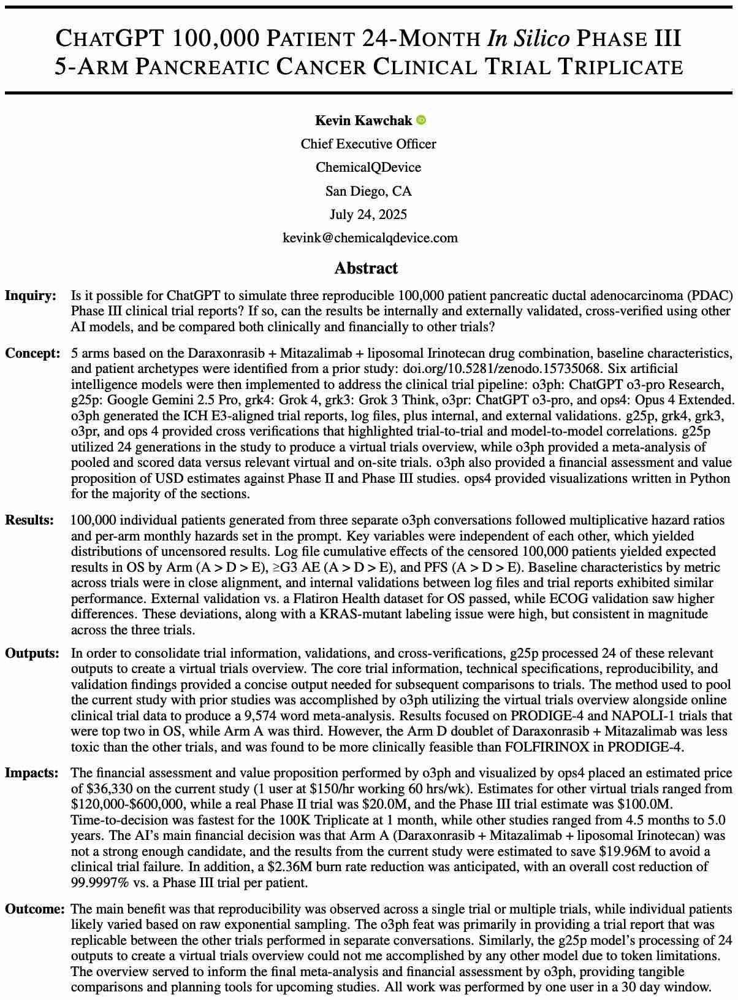 CHATGPT 100,000 PATIENT 24-MONTH In Silico PHASE III
5-ARM PANCREATIC CANCER CLINICAL TRIAL TRIPLICATE
Kevin Kawchak iD
Chief Executive Officer
ChemicalQDevice
San Diego, CA
July 24, 2025
kevink@chemicalqdevice.com
Abstract
Inquiry: Is it possible for ChatGPT to simulate three reproducible 100,000 patient pancreatic ductal adenocarcinoma (PDAC)
Phase III clinical trial reports? If so, can the results be internally and externally validated, cross-verified using other
AI models, and be compared both clinically and financially to other trials?
Concept: 5 arms based on the Daraxonrasib + Mitazalimab + liposomal Irinotecan drug combination, baseline characteristics,
and patient archetypes were identified from a prior study: doi.org/10.5281/zenodo.15735068. Six artificial
intelligence models were then implemented to address the clinical trial pipeline: o3ph: ChatGPT o3-pro Research,
g25p: Google Gemini 2.5 Pro, grk4: Grok 4, grk3: Grok 3 Think, o3pr: ChatGPT o3-pro, and ops4: Opus 4 Extended.
o3ph generated the ICH E3-aligned trial reports, log files, plus internal, and external validations. g25p, grk4, grk3,
o3pr, and ops 4 provided cross verifications that highlighted trial-to-trial and model-to-model correlations. g25p
utilized 24 generations in the study to produce a virtual trials overview, while o3ph provided a meta-analysis of
pooled and scored data versus relevant virtual and on-site trials. o3ph also provided a financial assessment and value
proposition of USD estimates against Phase II and Phase III studies. ops4 provided visualizations written in Python
for the majority of the sections.
Results: 100,000 individual patients generated from three separate o3ph conversations followed multiplicative hazard ratios
and per-arm monthly hazards set in the prompt. Key variables were independent of each other, which yielded
distributions of uncensored results. Log file cumulative effects of the censored 100,000 patients yielded expected
results in OS by Arm (A > D > E), ≥G3 AE (A > D > E), and PFS (A > D > E). Baseline characteristics by metric
across trials were in close alignment, and internal validations between log files and trial reports exhibited similar
performance. External validation vs. a Flatiron Health dataset for OS passed, while ECOG validation saw higher
differences. These deviations, along with a KRAS-mutant labeling issue were high, but consistent in magnitude
across the three trials.
Outputs: In order to consolidate trial information, validations, and cross-verifications, g25p processed 24 of these relevant
outputs to create a virtual trials overview. The core trial information, technical specifications, reproducibility, and
validation findings provided a concise output needed for subsequent comparisons to trials. The method used to pool
the current study with prior studies was accomplished by o3ph utilizing the virtual trials overview alongside online
clinical trial data to produce a 9,574 word meta-analysis. Results focused on PRODIGE-4 and NAPOLI-1 trials that
were top two in OS, while Arm A was third. However, the Arm D doublet of Daraxonrasib + Mitazalimab was less
toxic than the other trials, and was found to be more clinically feasible than FOLFIRINOX in PRODIGE-4.
Impacts: The financial assessment and value proposition performed by o3ph and visualized by ops4 placed an estimated price
of $36,330 on the current study (1 user at $150/hr working 60 hrs/wk). Estimates for other virtual trials ranged from
$120,000-$600,000, while a real Phase II trial was $20.0M, and the Phase III trial estimate was $100.0M.
Time-to-decision was fastest for the 100K Triplicate at 1 month, while other studies ranged from 4.5 months to 5.0
years. The AI's main financial decision was that Arm A (Daraxonrasib + Mitazalimab + liposomal Irinotecan) was
not a strong enough candidate, and the results from the current study were estimated to save $19.96M to avoid a
clinical trial failure. In addition, a $2.36M burn rate reduction was anticipated, with an overall cost reduction of
99.9997% vs. a Phase III trial per patient.
Outcome: The main benefit was that reproducibility was observed across a single trial or multiple trials, while individual patients
likely varied based on raw exponential sampling. The o3ph feat was primarily in providing a trial report that was
replicable between the other trials performed in separate conversations. Similarly, the g25p model's processing of 24
outputs to create a virtual trials overview could not me accomplished by any other model due to token limitations.
The overview served to inform the final meta-analysis and financial assessment by o3ph, providing tangible
comparisons and planning tools for upcoming studies. All work was performed by one user in a 30 day window.